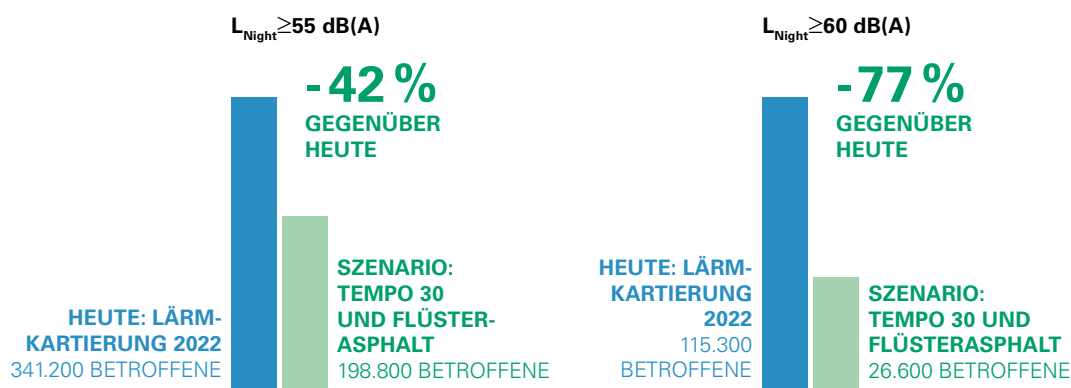 L_Night≥55 dB(A)
-42 %
GEGENÜBER
HEUTE
HEUTE: LÄRM-
KARTIERUNG 2022
341.200 BETROFFENE
SZENARIO:
TEMPO 30
UND FLÜSTER-
ASPHALT
198.800 BETROFFENE
L_Night≥60 dB(A)
-77 %
GEGENÜBER
HEUTE
HEUTE: LÄRM-
KARTIERUNG
2022
115.300
BETROFFENE
SZENARIO:
TEMPO 30 UND
FLÜSTERASPHALT
26.600 BETROFFENE